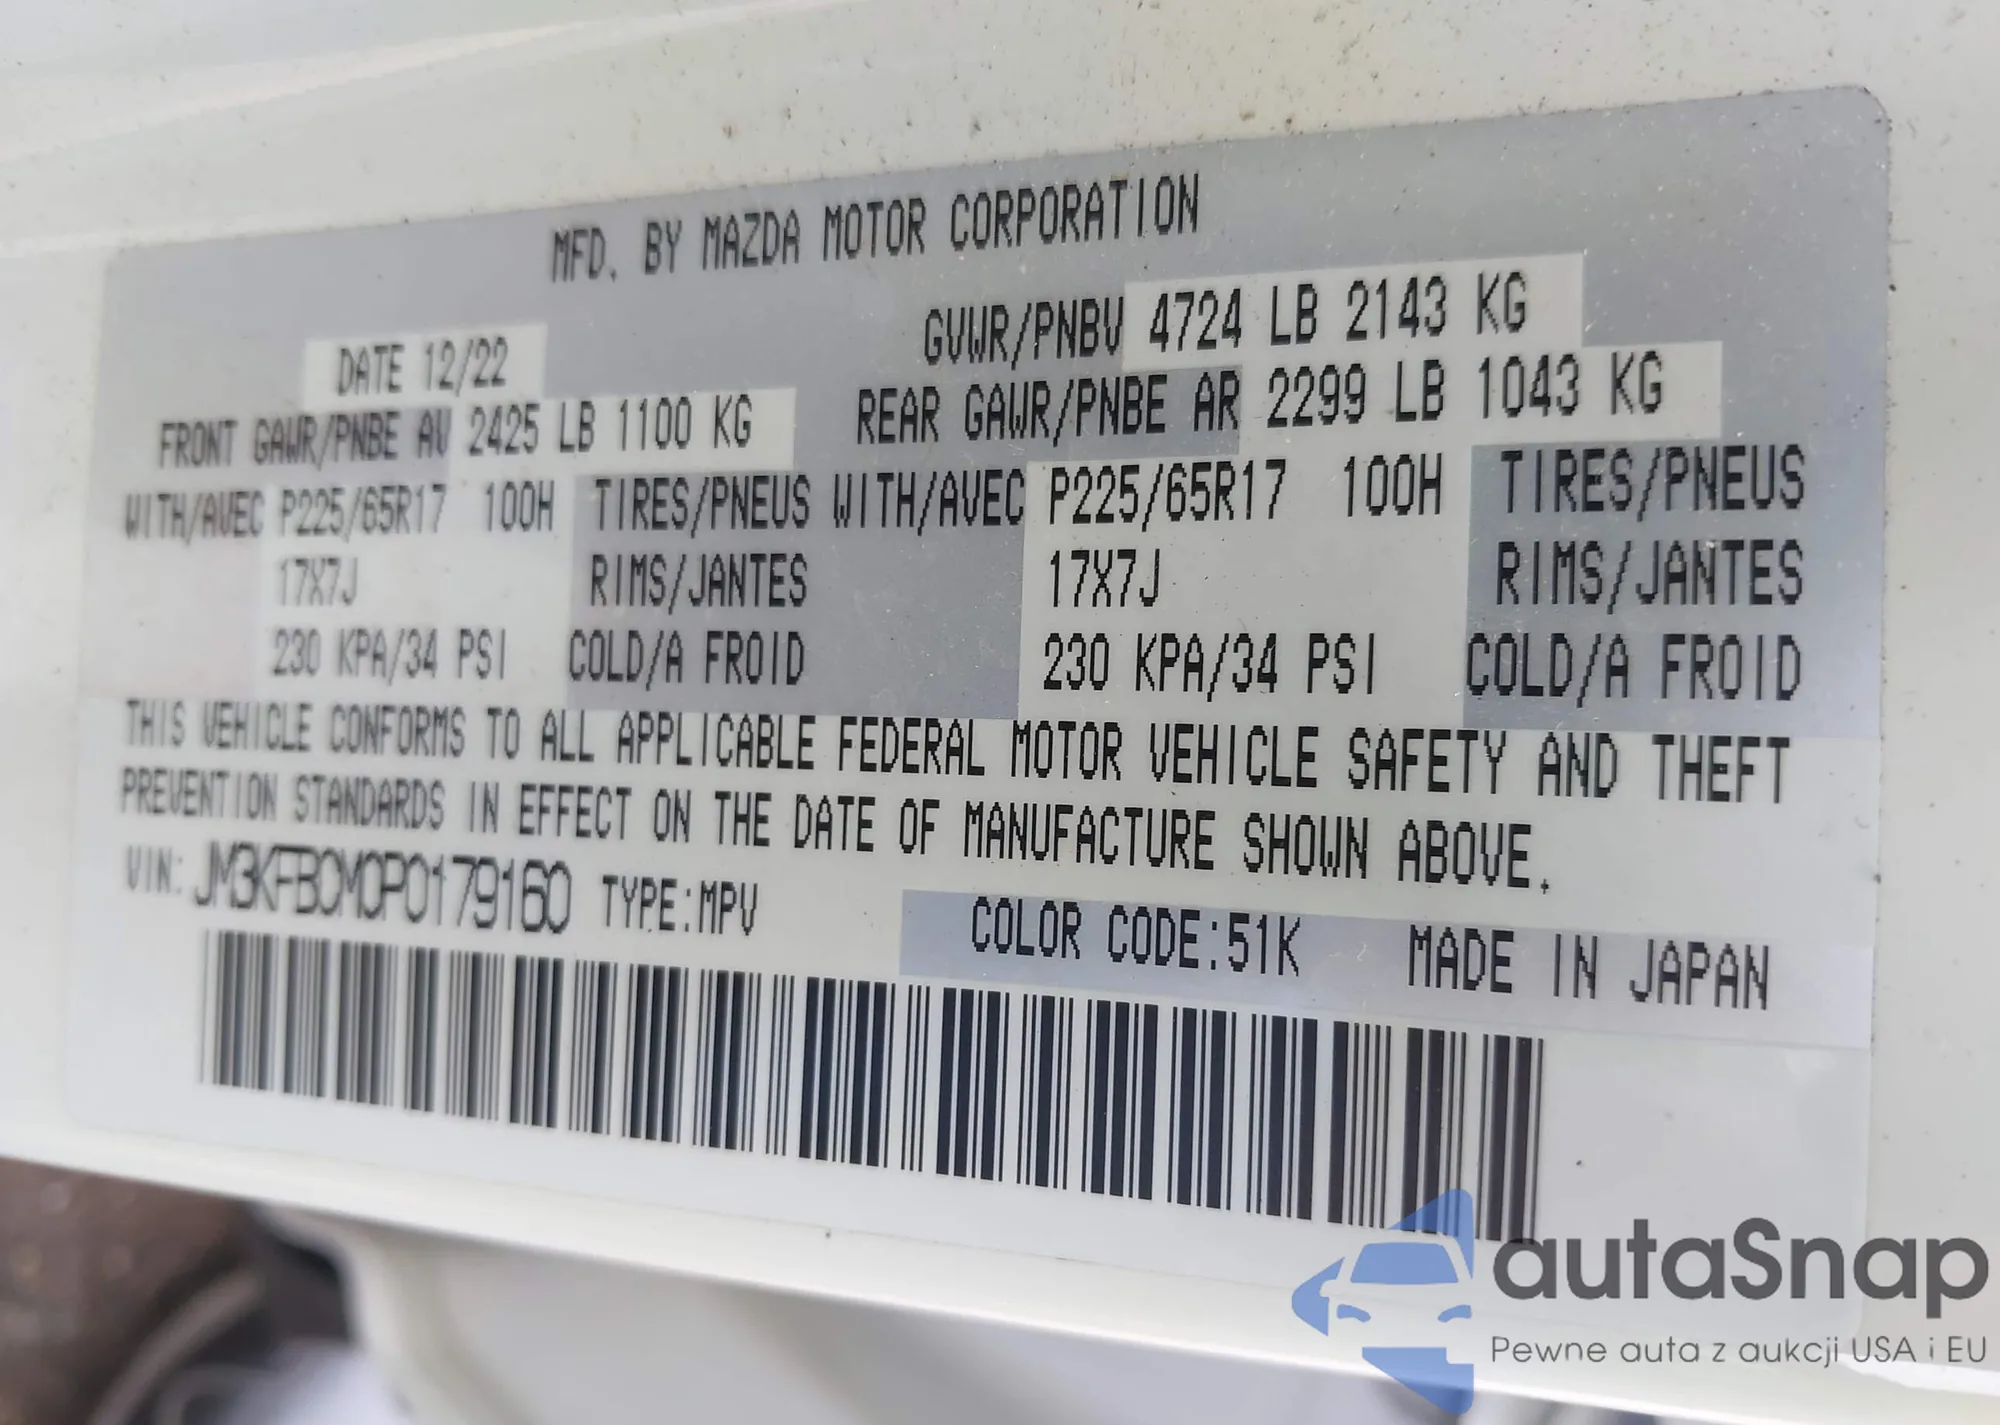 MFD. BY MAZDA MOTOR CORPORATION
DATE 12/22 GVWR/PNBV 4724 LB 2143 KG
FRONT GAWR/PNBE AV 2425 LB 1100 KG REAR GAWR/PNBE AR 2299 LB 1043 KG
WITH/AVEC P225/65R17 100H TIRES/PNEUS WITH/AVEC P225/65R17 100H TIRES/PNEUS
17X7J RIMS/JANTES 17X7J RIMS/JANTES
230 KPA/34 PSI COLD/A FROID 230 KPA/34 PSI COLD/A FROID
THIS VEHICLE CONFORMS TO ALL APPLICABLE FEDERAL MOTOR VEHICLE SAFETY AND THEFT
PREVENTION STANDARDS IN EFFECT ON THE DATE OF MANUFACTURE SHOWN ABOVE.
VIN: JM3KFBCM0P0179160 TYPE:MPV COLOR CODE:51K MADE IN JAPAN
autaSnap
Pewne auta z aukcji USA i EU